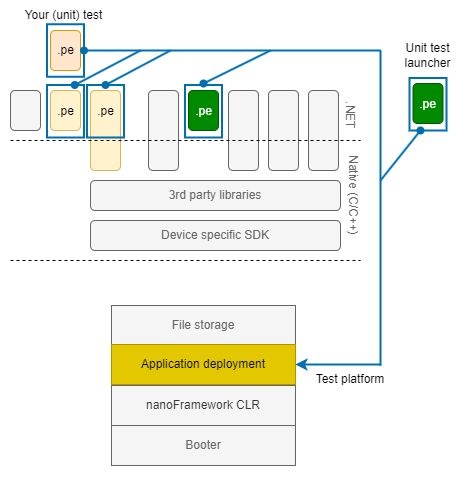 Your (unit) test
.pe
Unit test
launcher
.pe
.pe
.pe
.pe
.NET
Native (C/C++)
3rd party libraries
Device specific SDK
File storage
Application deployment
Test platform
nanoFramework CLR
Booter